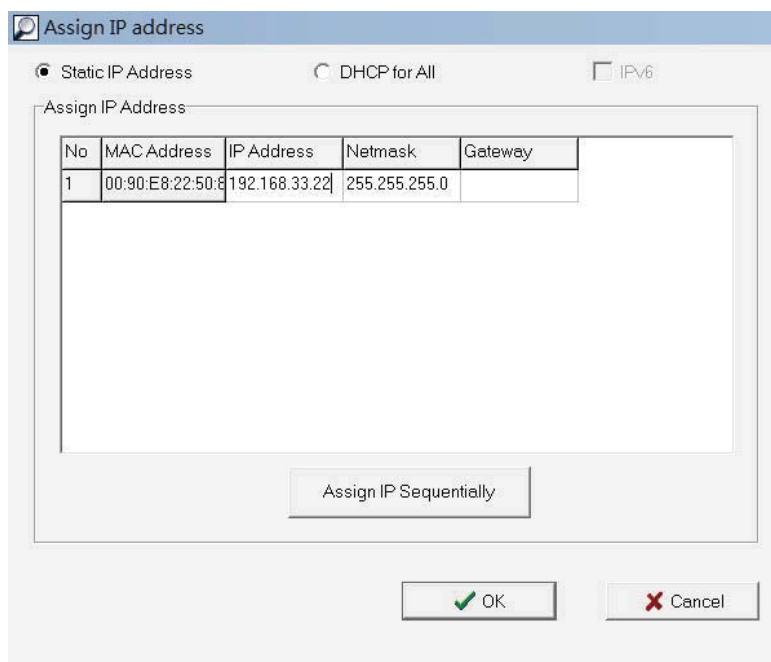 Assign IP address
Static IP Address DHCP for All IPv6
Assign IP Address
No MAC Address IP Address Netmask Gateway
1 00:90:E8:22:50:8 192.168.33.22 255.255.255.0
Assign IP Sequentially
OK Cancel